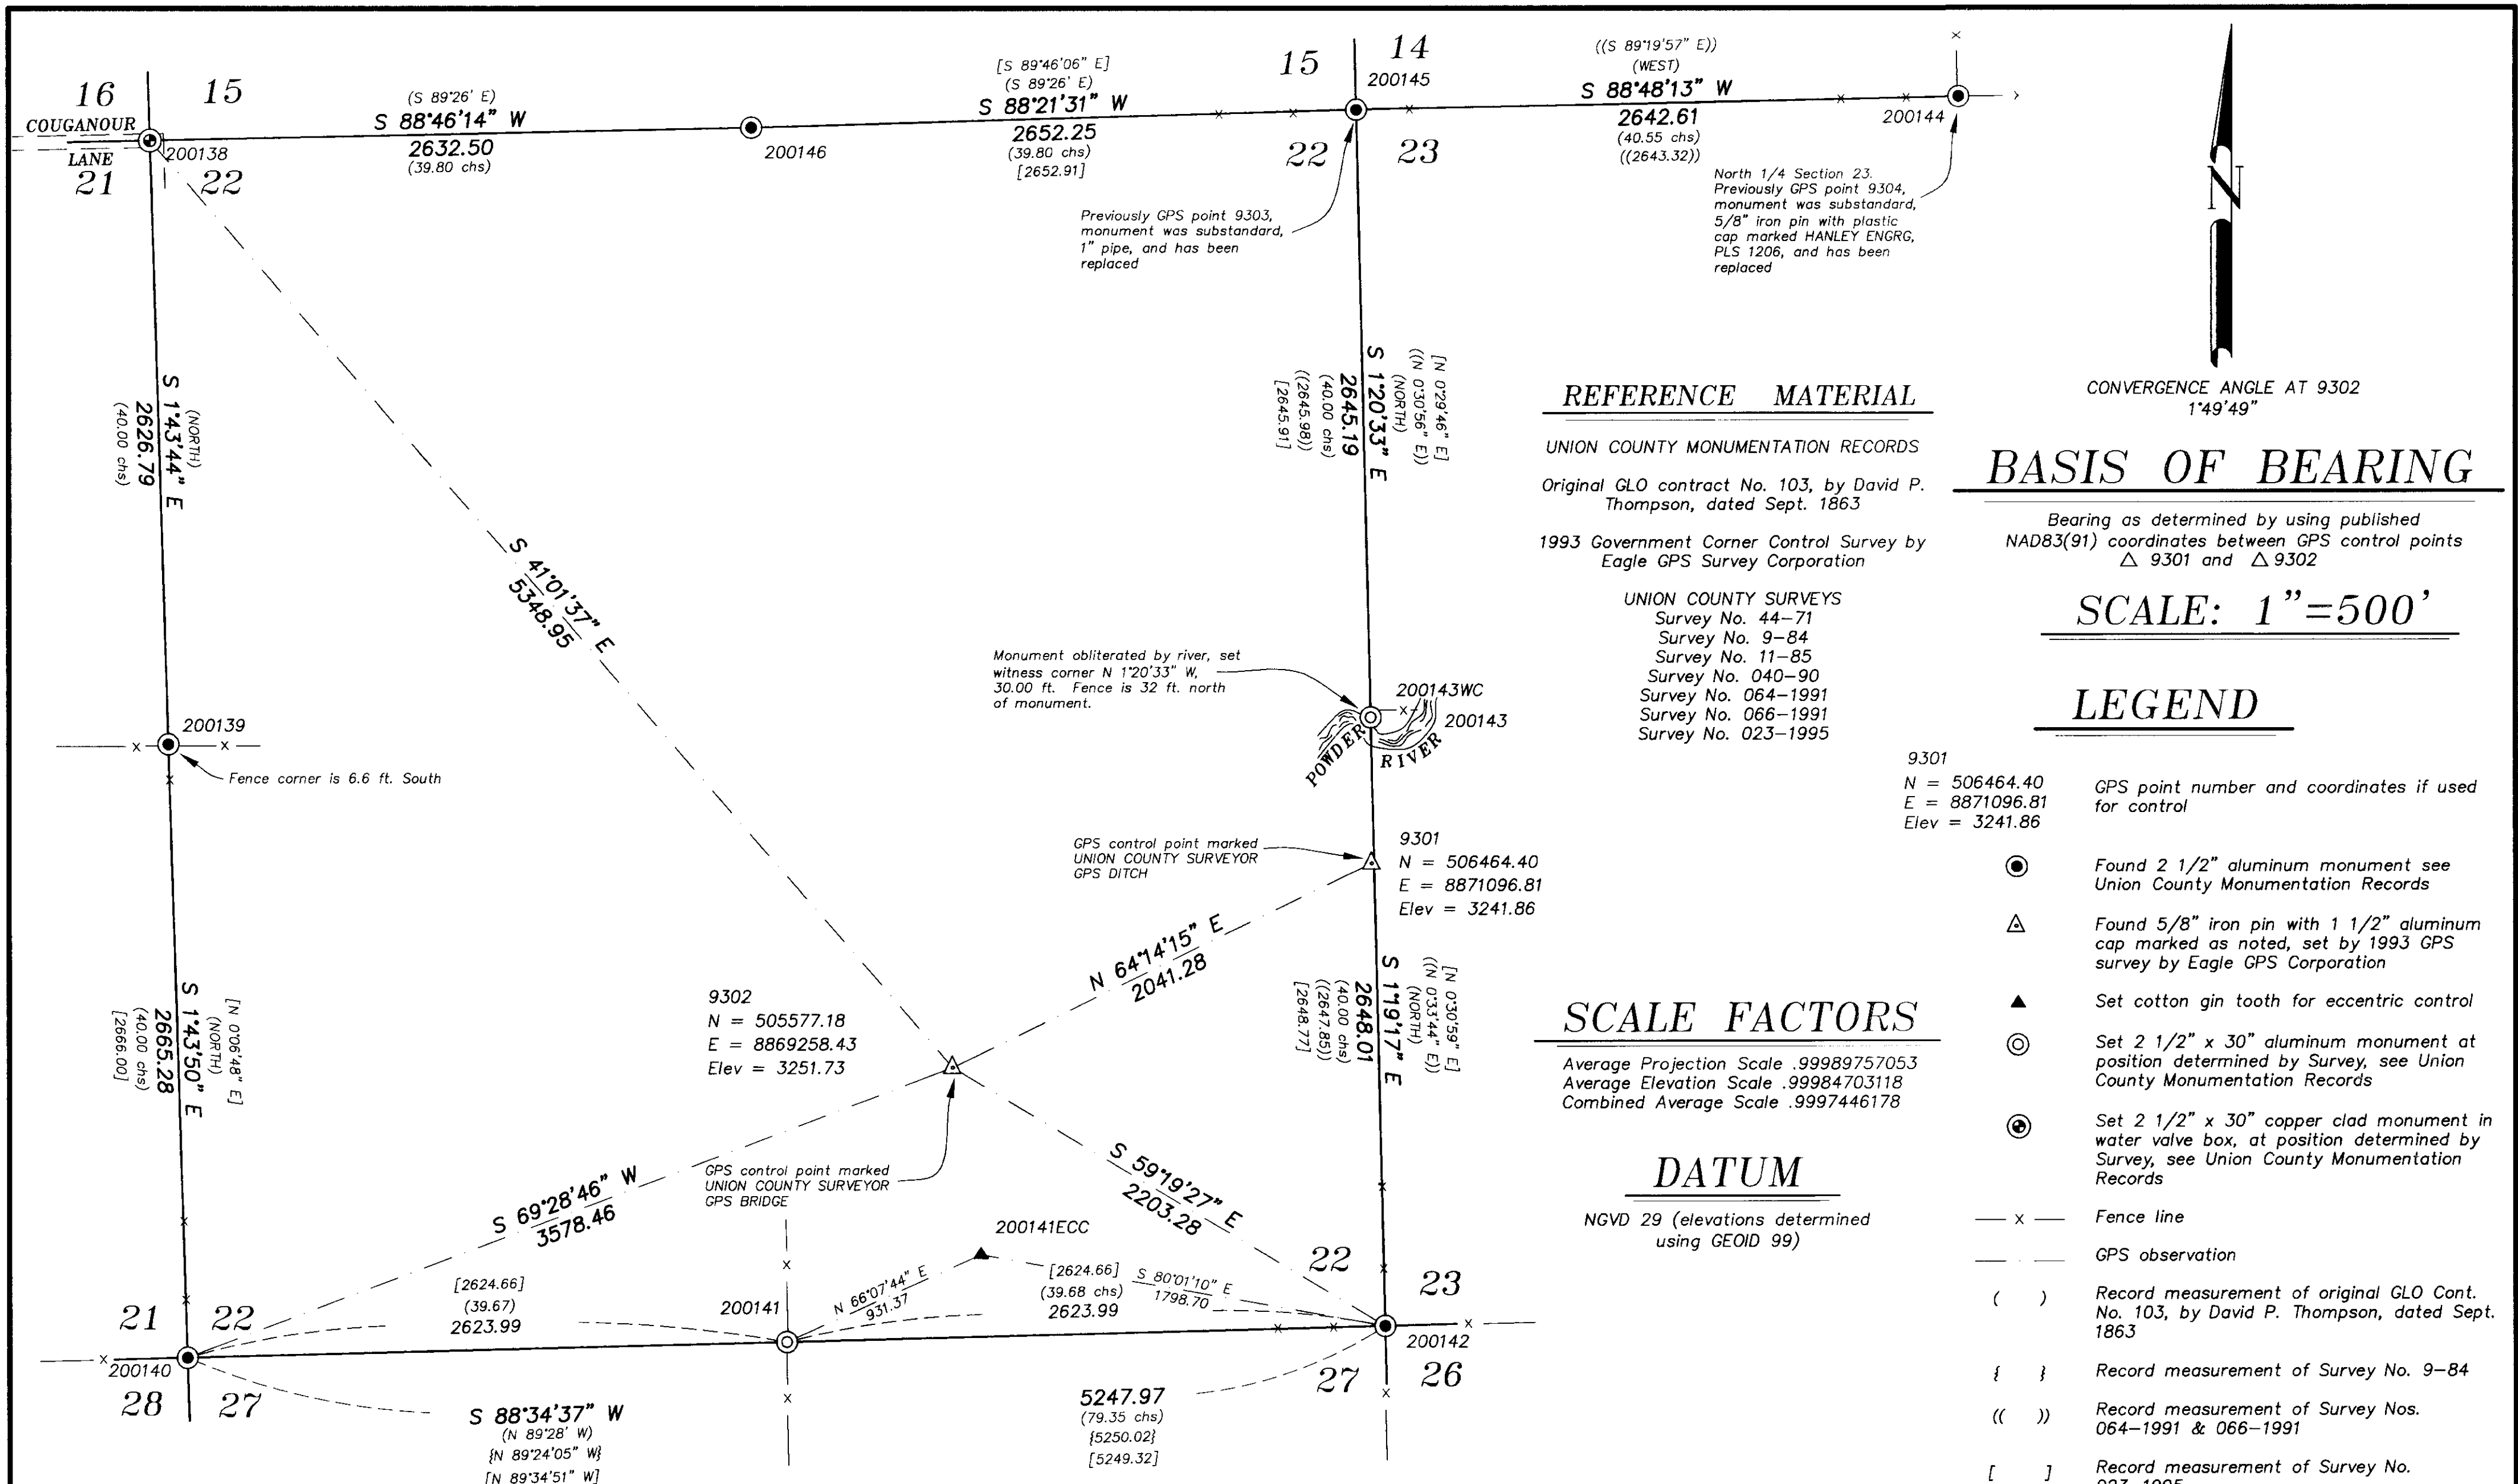 16
15
COUGANOUR
LANE
21
22
200138
(S 89°26' E)
S 88°46'14" W
2632.50
(39.80 chs)
200146
[S 89°46'06" E]
(S 89°26' E)
S 88°21'31" W
2652.25
(39.80 chs)
[2652.91]
15
14
200145
22
23
((S 89°19'57" E))
(WEST)
S 88°48'13" W
2642.61
(40.55 chs)
((2643.32))
200144
Previously GPS point 9303,
monument was substandard,
1" pipe, and has been
replaced
North 1/4 Section 23.
Previously GPS point 9304,
monument was substandard,
5/8" iron pin with plastic
cap marked HANLEY ENGRG,
PLS 1206, and has been
replaced
N
CONVERGENCE ANGLE AT 9302
1°49'49"
(NORTH)
S 1°43'44" E
2626.79
(40.00 chs)
S 41°01'37" E
5348.95
[N 0°29'46" E]
((N 0°30'56" E))
(NORTH)
S 1°20'33" E
2645.19
(40.00 chs)
((2645.98))
[2645.91]
REFERENCE MATERIAL
UNION COUNTY MONUMENTATION RECORDS
Original GLO contract No. 103, by David P.
Thompson, dated Sept. 1863
1993 Government Corner Control Survey by
Eagle GPS Survey Corporation
UNION COUNTY SURVEYS
Survey No. 44-71
Survey No. 9-84
Survey No. 11-85
Survey No. 040-90
Survey No. 064-1991
Survey No. 066-1991
Survey No. 023-1995
BASIS OF BEARING
Bearing as determined by using published
NAD83(91) coordinates between GPS control points
△ 9301 and △ 9302
SCALE: 1"=500'
200139
Fence corner is 6.6 ft. South
Monument obliterated by river, set
witness corner N 1°20'33" W,
30.00 ft. Fence is 32 ft. north
of monument.
200143WC
200143
POWDER RIVER
GPS control point marked
UNION COUNTY SURVEYOR
GPS DITCH
9301
N = 506464.40
E = 8871096.81
Elev = 3241.86
N 64°14'15" E
2041.28
9302
N = 505577.18
E = 8869258.43
Elev = 3251.73
GPS control point marked
UNION COUNTY SURVEYOR
GPS BRIDGE
[N 0°06'48" E]
(NORTH)
S 1°43'50" E
2665.28
(40.00 chs)
[2666.00]
[N 0°30'59" E]
((N 0°33'44" E))
(NORTH)
S 1°19'17" E
2648.01
(40.00 chs)
((2647.85))
[2648.77]
S 69°28'46" W
3578.46
S 59°19'27" E
2203.28
200141ECC
N 66°07'44" E
931.37
S 80°01'10" E
1798.70
[2624.66]
(39.67)
2623.99
200141
[2624.66]
(39.68 chs)
2623.99
21
22
200140
28
27
22
23
200142
27
26
S 88°34'37" W
(N 89°28' W)
{N 89°24'05" W}
[N 89°34'51" W]
5247.97
(79.35 chs)
{5250.02}
[5249.32]
SCALE FACTORS
Average Projection Scale .99989757053
Average Elevation Scale .99984703118
Combined Average Scale .9997446178
DATUM
NGVD 29 (elevations determined
using GEOID 99)
LEGEND
9301
N = 506464.40
E = 8871096.81
Elev = 3241.86
GPS point number and coordinates if used
for control
Found 2 1/2" aluminum monument see
Union County Monumentation Records
Found 5/8" iron pin with 1 1/2" aluminum
cap marked as noted, set by 1993 GPS
survey by Eagle GPS Corporation
Set cotton gin tooth for eccentric control
Set 2 1/2" x 30" aluminum monument at
position determined by Survey, see Union
County Monumentation Records
Set 2 1/2" x 30" copper clad monument in
water valve box, at position determined by
Survey, see Union County Monumentation
Records
x Fence line
GPS observation
( ) Record measurement of original GLO Cont.
No. 103, by David P. Thompson, dated Sept.
1863
{ } Record measurement of Survey No. 9-84
(( )) Record measurement of Survey Nos.
064-1991 & 066-1991
[ ] Record measurement of Survey No.